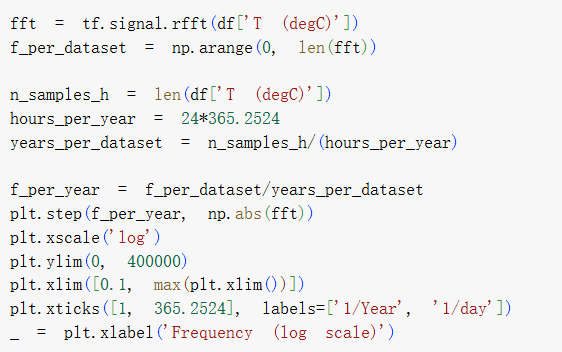 fft = tf.signal.rfft(df['T (degC)'])
f_per_dataset = np.arange(0, len(fft))
n_samples_h = len(df['T (degC)'])
hours_per_year = 24*365.2524
years_per_dataset = n_samples_h/(hours_per_year)
f_per_year = f_per_dataset/years_per_dataset
plt.step(f_per_year, np.abs(fft))
plt.xscale('log')
plt.ylim(0, 400000)
plt.xlim([0.1, max(plt.xlim())])
plt.xticks([1, 365.2524], labels=['1/Year', '1/day'])
_ = plt.xlabel('Frequency (log scale)')